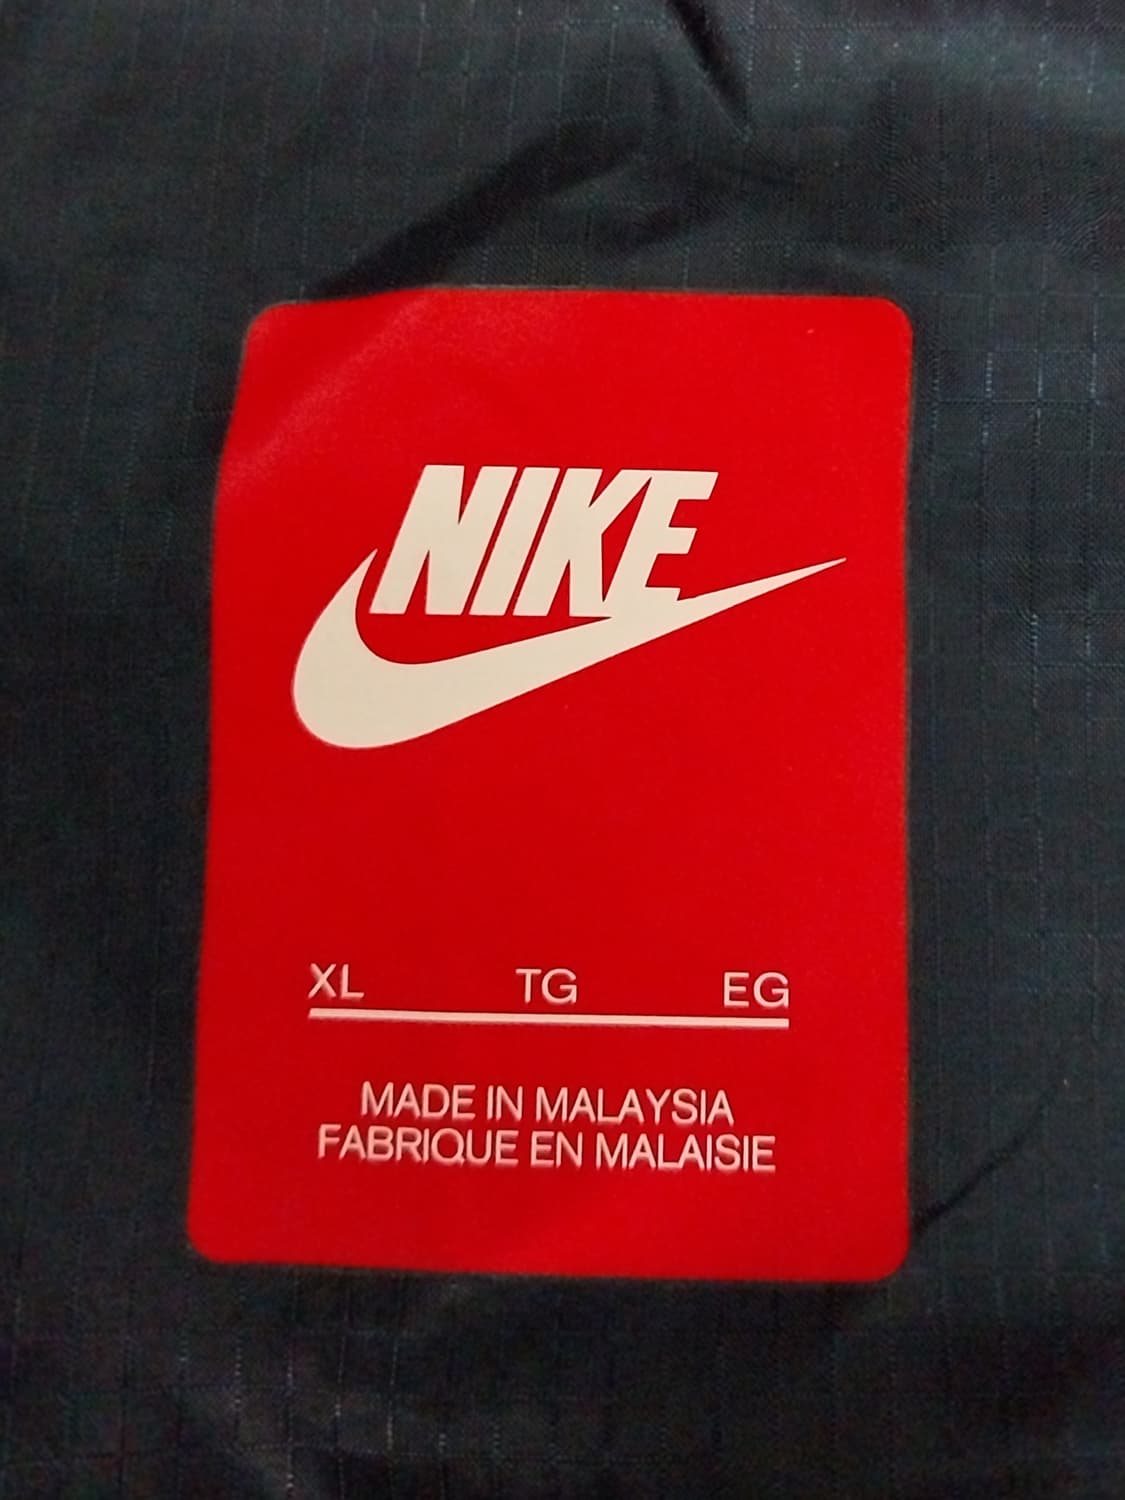 NIKE
XL TG EG
MADE IN MALAYSIA
FABRIQUE EN MALAISIE